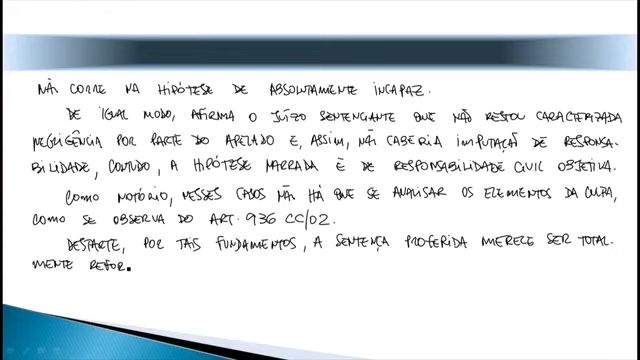 NÃO CORRE NA HIPÓTESE DE ABSOLUTAMENTE INCAPAZ.
DE IGUAL MODO, AFIRMA O JUÍZO SENTENCIANTE QUE NÃO RESTOU CARACTERIZADA
NEGLIGÊNCIA POR PARTE DO APELADO E, ASSIM, NÃO CABERIA IMPUTAÇÃO DE RESPONSA-
BILIDADE, CONTUDO, A HIPÓTESE NARRADA É DE RESPONSABILIDADE CIVIL OBJETIVA.
COMO NOTÓRIO, NESSES CASOS NÃO HÁ QUE SE ANALISAR OS ELEMENTOS DA CULPA,
COMO SE OBSERVA DO ART. 936 CC/02.
DESTARTE, POR TAIS FUNDAMENTOS, A SENTENÇA PROFERIDA MERECE SER TOTAL-
MENTE REFOR